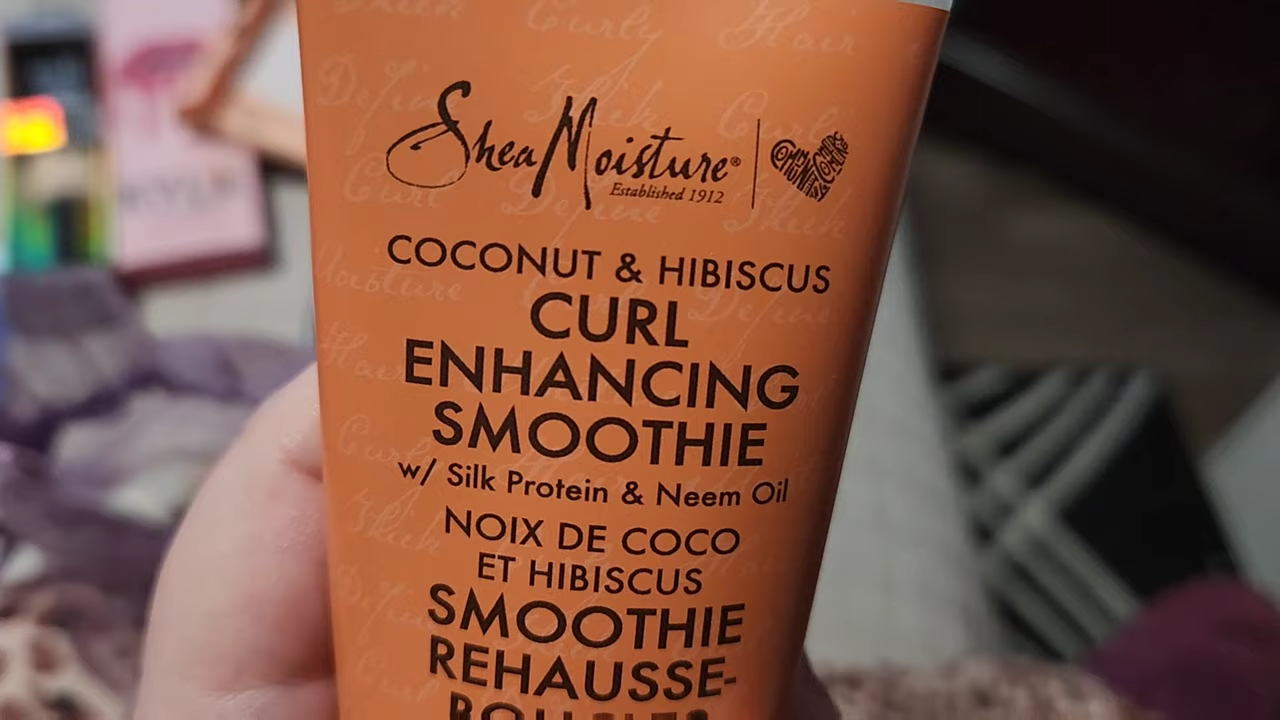 SheaMoisture®
Established 1912
COCONUT & HIBISCUS
CURL
ENHANCING
SMOOTHIE
w/ Silk Protein & Neem Oil
NOIX DE COCO
ET HIBISCUS
SMOOTHIE
REHAUSSE-